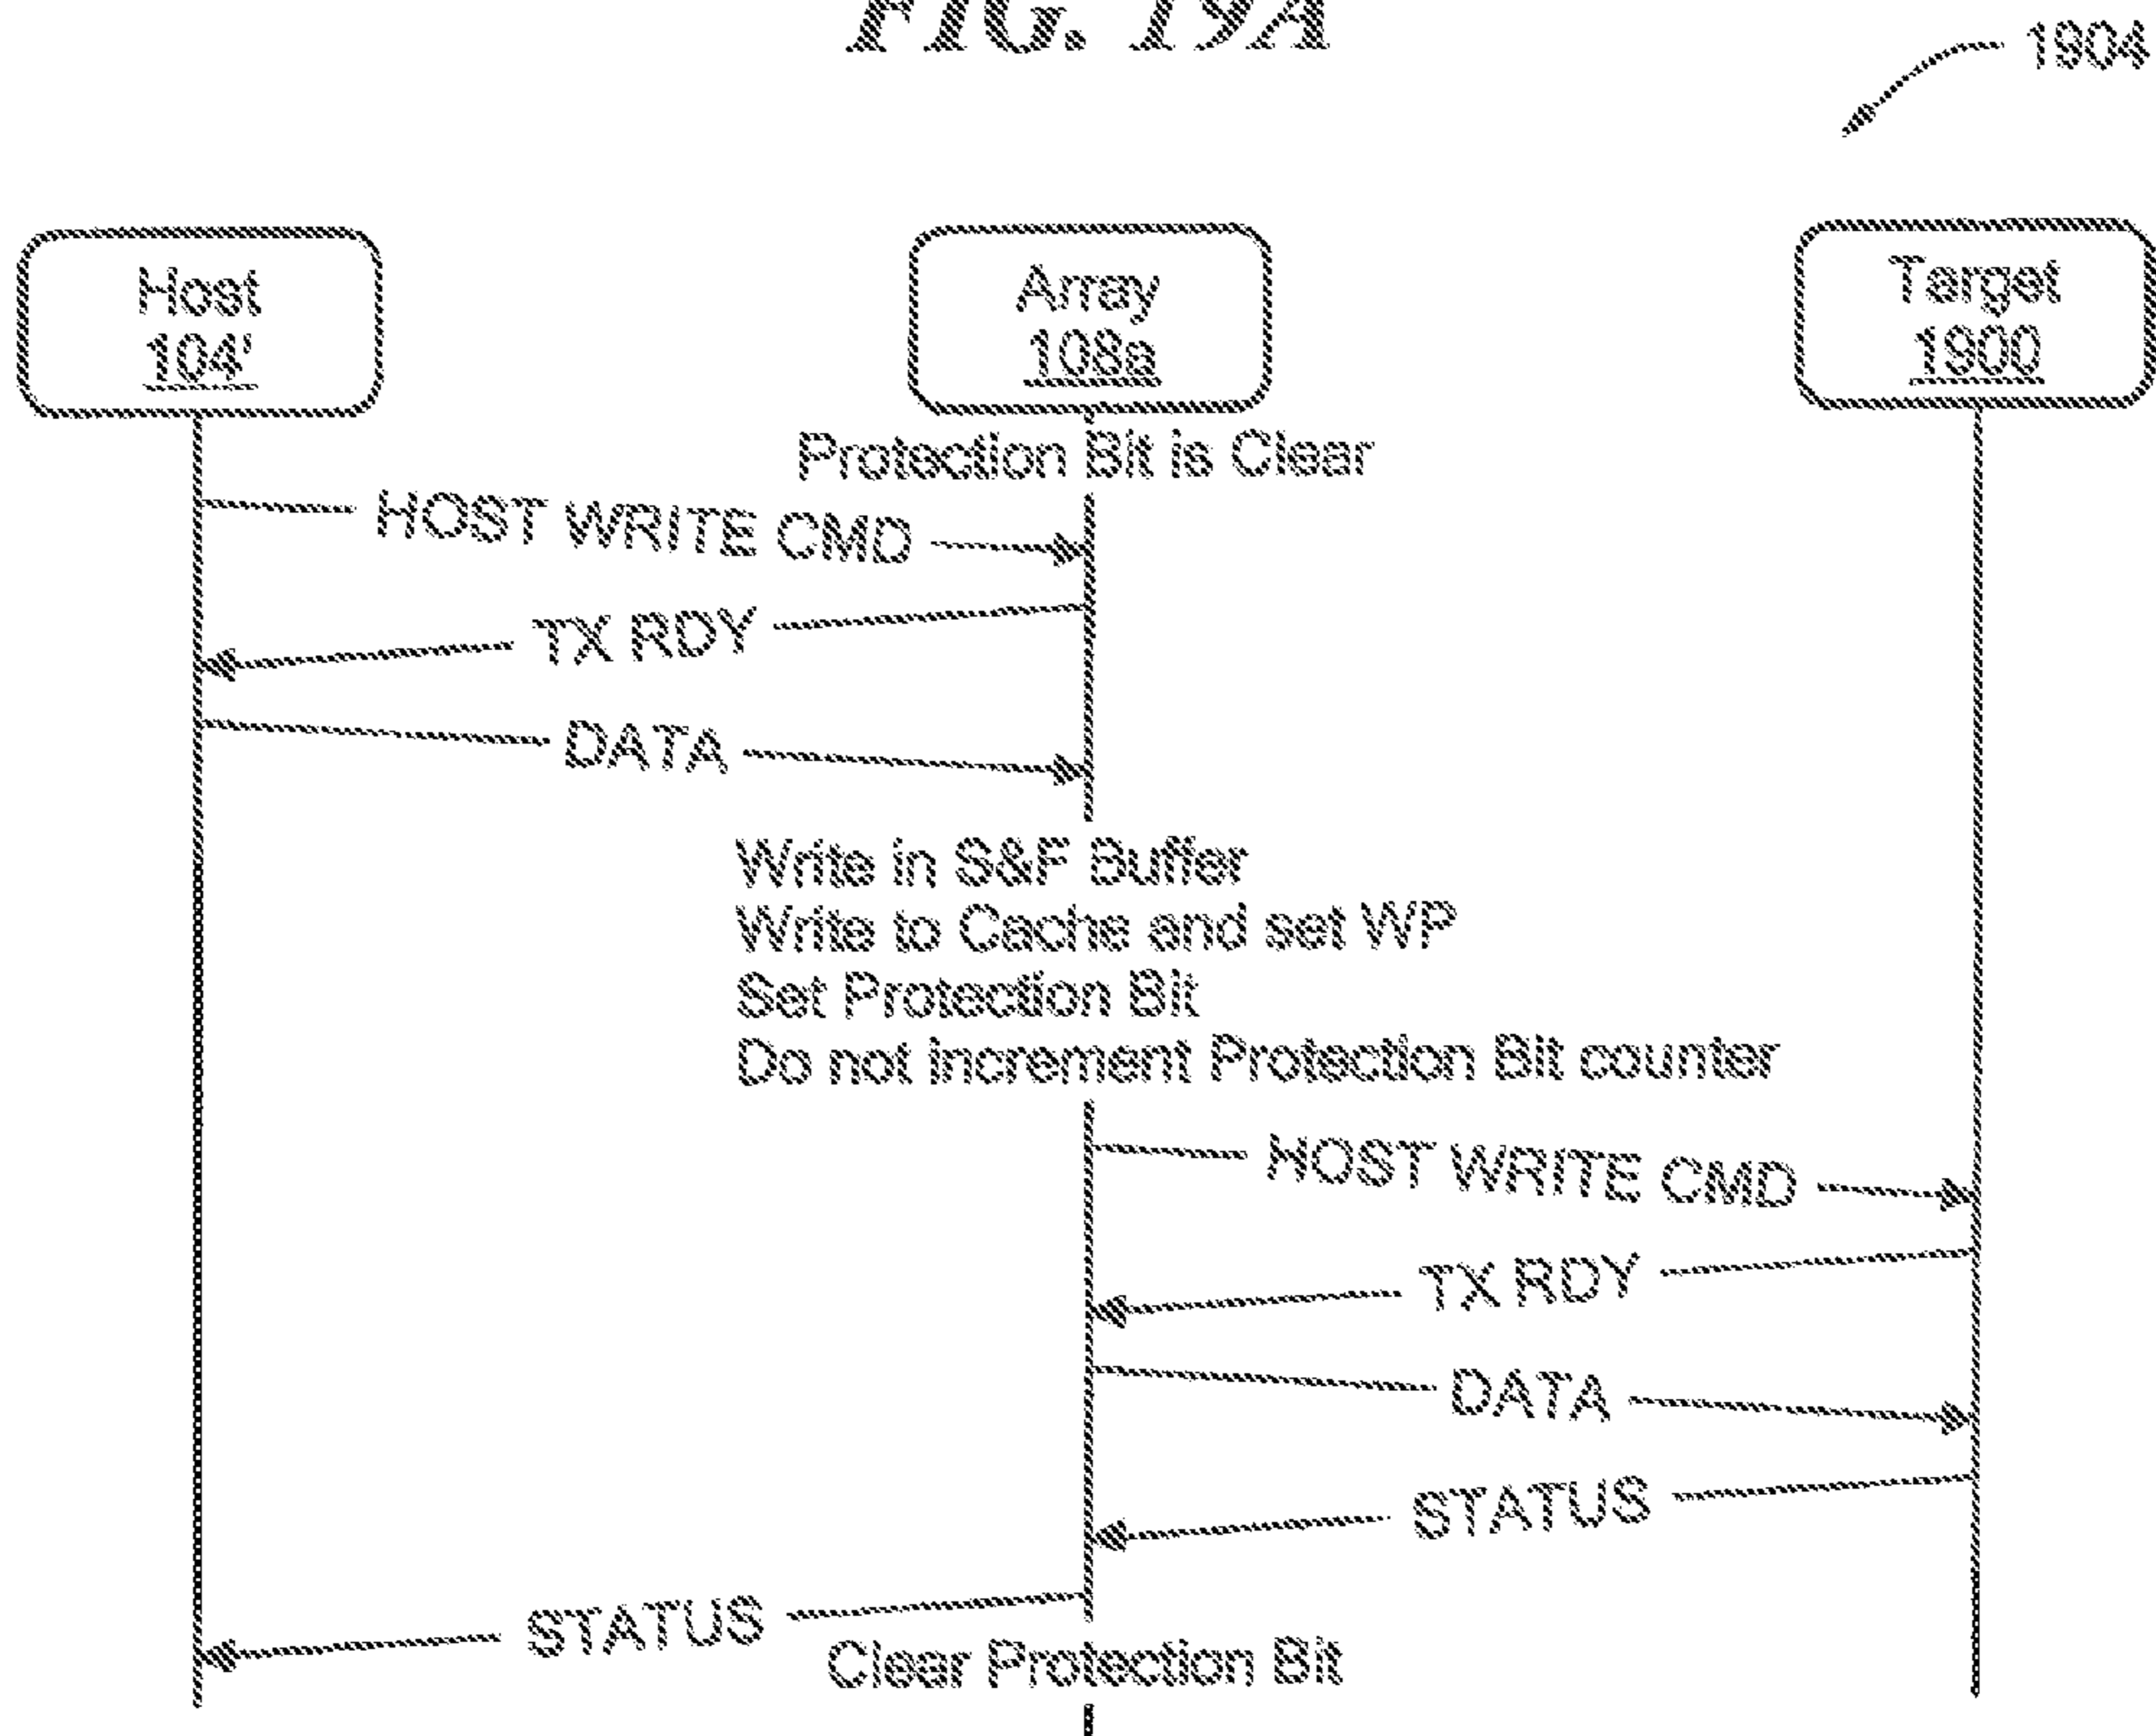 FIG. 19A
1904
Host
104'
Array
108a
Target
1900
Protection Bit is Clear
HOST WRITE CMD
TX RDY
DATA
Write in S&F Buffer
Write to Cache and set WP
Set Protection Bit
Do not increment Protection Bit counter
HOST WRITE CMD
TX RDY
DATA
STATUS
STATUS
Clear Protection Bit